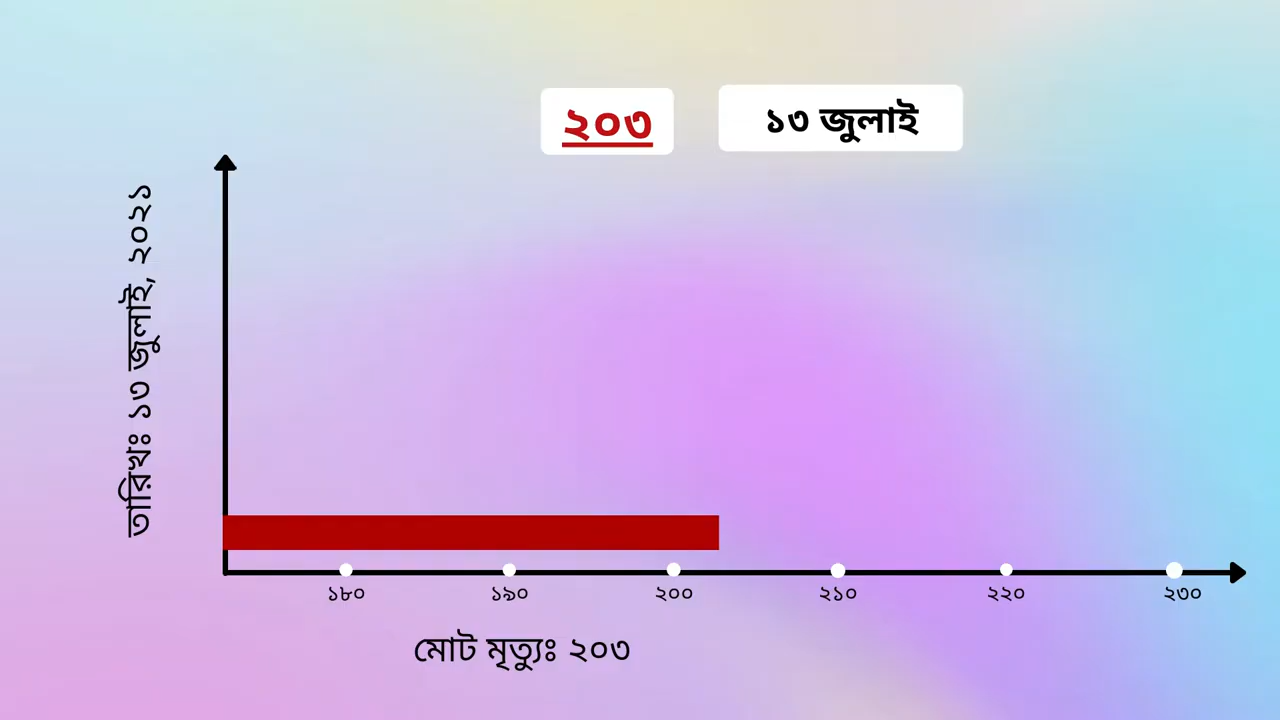 ২০৩
১৩ জুলাই
তারিখঃ ১৩ জুলাই, ২০২১
১৮০ ১৯০ ২০০ ২১০ ২২০ ২৩০
মোট মৃত্যুঃ ২০৩